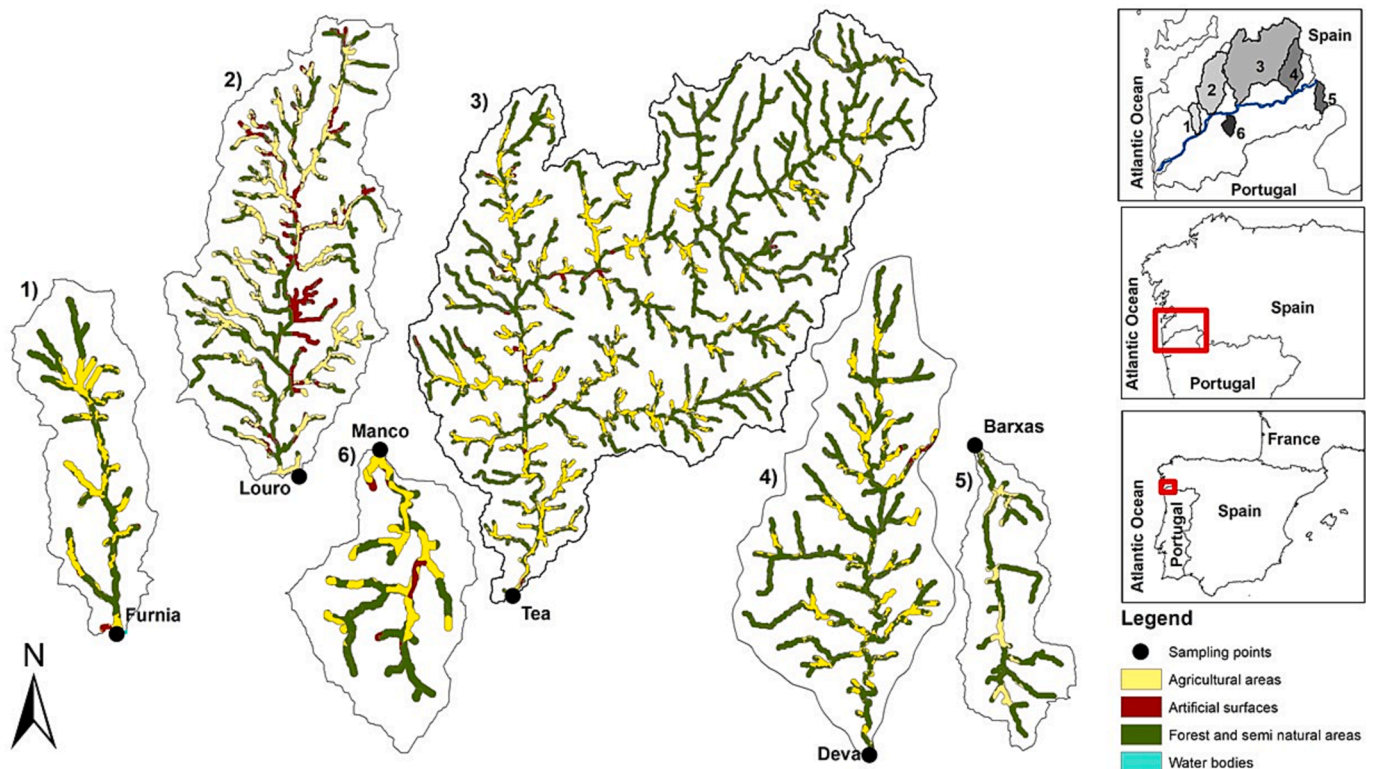 1)
Furnia
N
2)
Louro
Manco
6)
3)
Tea
4)
Deva
Barxas
5)
Atlantic Ocean
Spain
3
4
2
5
1
6
Portugal
Atlantic Ocean
Spain
Portugal
Atlantic Ocean
France
Portugal
Spain
Legend
Sampling points
Agricultural areas
Artificial surfaces
Forest and semi natural areas
Water bodies